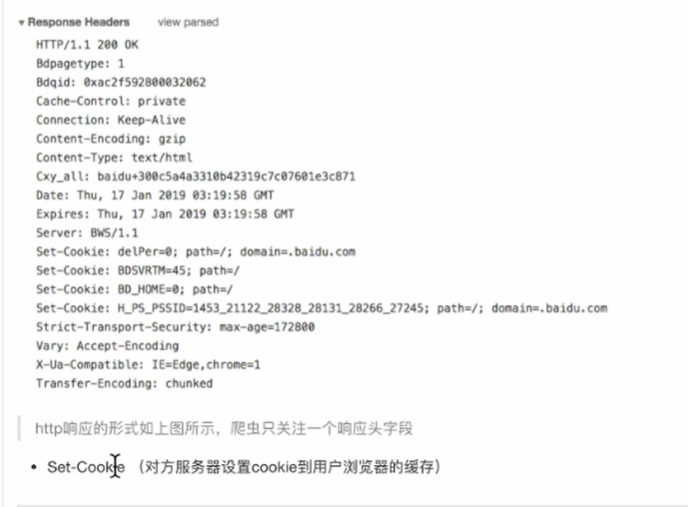 ▾ Response Headers view parsed
HTTP/1.1 200 OK
Bdpagetype: 1
Bdqid: 0xac2f592800032062
Cache-Control: private
Connection: Keep-Alive
Content-Encoding: gzip
Content-Type: text/html
Cxy_all: baidu+300c5a4a3310b42319c7c07601e3c871
Date: Thu, 17 Jan 2019 03:19:58 GMT
Expires: Thu, 17 Jan 2019 03:19:58 GMT
Server: BWS/1.1
Set-Cookie: delPer=0; path=/; domain=.baidu.com
Set-Cookie: BDSVRTM=45; path=/
Set-Cookie: BD_HOME=0; path=/
Set-Cookie: H_PS_PSSID=1453_21122_28328_28131_28266_27245; path=/; domain=.baidu.com
Strict-Transport-Security: max-age=172800
Vary: Accept-Encoding
X-Ua-Compatible: IE=Edge,chrome=1
Transfer-Encoding: chunked
http响应的形式如上图所示，爬虫只关注一个响应头字段
• Set-Cookie （对方服务器设置cookie到用户浏览器的缓存）